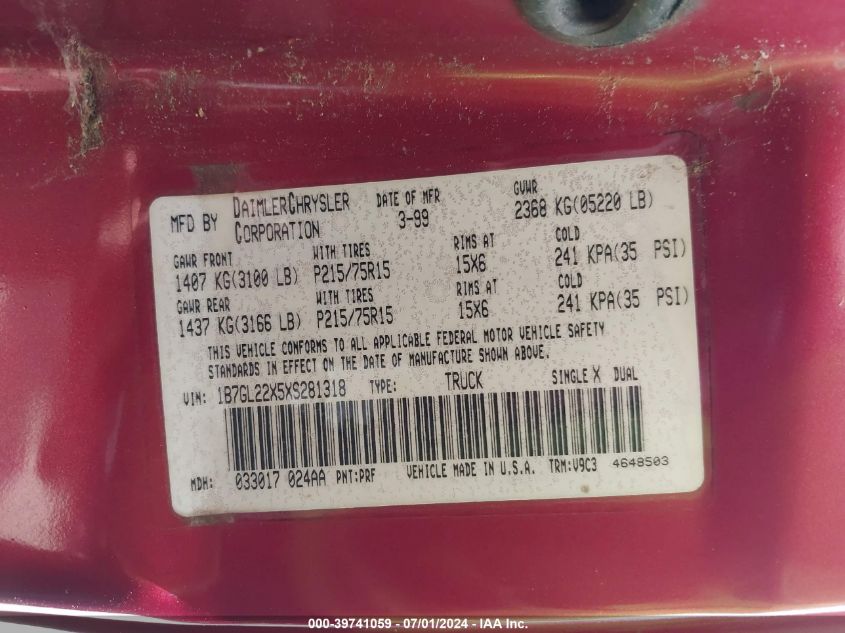 MFD BY DAIMLERCHRYSLER CORPORATION DATE OF MFR 3-99 GVWR 2368 KG(05220 LB)
GAWR FRONT WITH TIRES RIMS AT COLD
1407 KG(3100 LB) P215/75R15 15X6 241 KPA(35 PSI)
GAWR REAR WITH TIRES RIMS AT COLD
1437 KG(3166 LB) P215/75R15 15X6 241 KPA(35 PSI)
THIS VEHICLE CONFORMS TO ALL APPLICABLE FEDERAL MOTOR VEHICLE SAFETY
STANDARDS IN EFFECT ON THE DATE OF MANUFACTURE SHOWN ABOVE.
VIN: 1B7GL22X5XS281318 TYPE: TRUCK SINGLE X DUAL
MDH: 033017 024AA PNT:PRF VEHICLE MADE IN U.S.A. TRM:V9C3 4648503
000-39741059 - 07/01/2024 - IAA Inc.